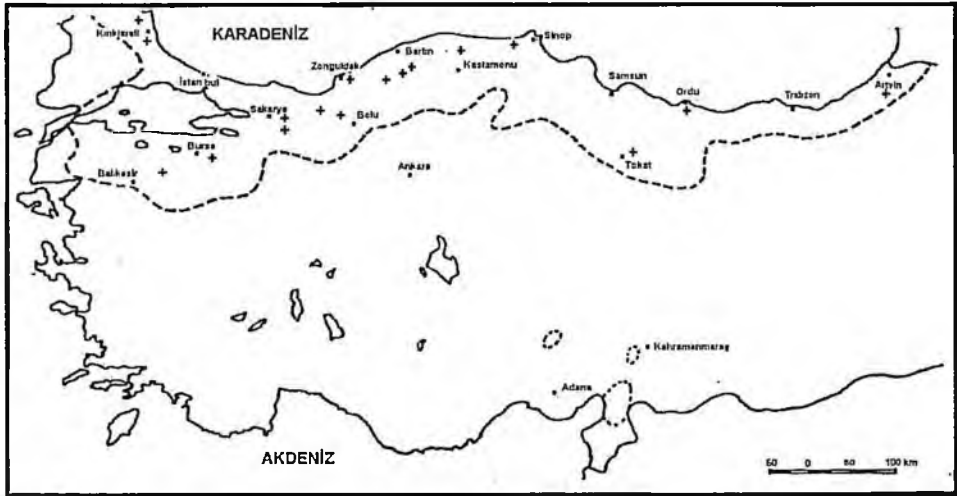 KARADENİZ
Kırıkjareli
İstanbul
Zonguldak
Bartın
Kastamonu
Sinop
Samsun
Ordu
Trabzon
Artvin
Sakarya
Bolu
Bursa
Balıkesir
Ankara
Tokat
Kahramanmaraş
Adana
AKDENİZ
50 0 50 100 km